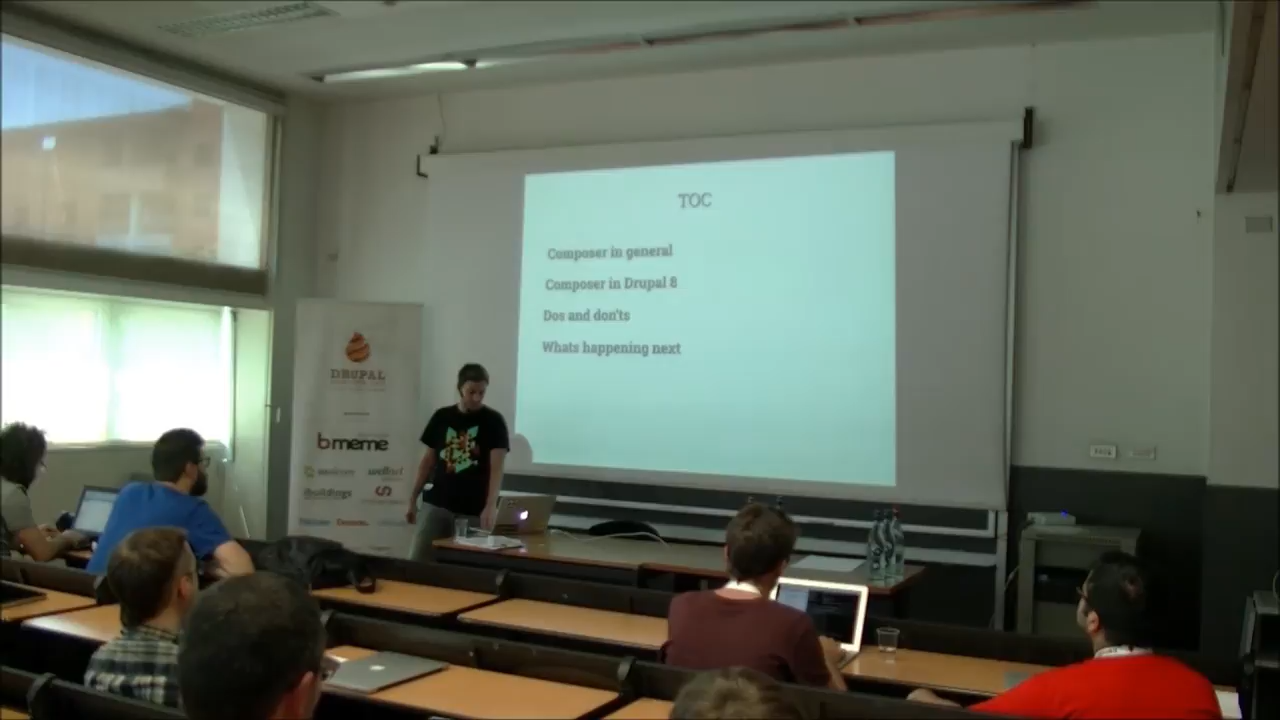 TOC
Composer in general
Composer in Drupal 8
Dos and don'ts
Whats happening next
DRUPAL
bmeme